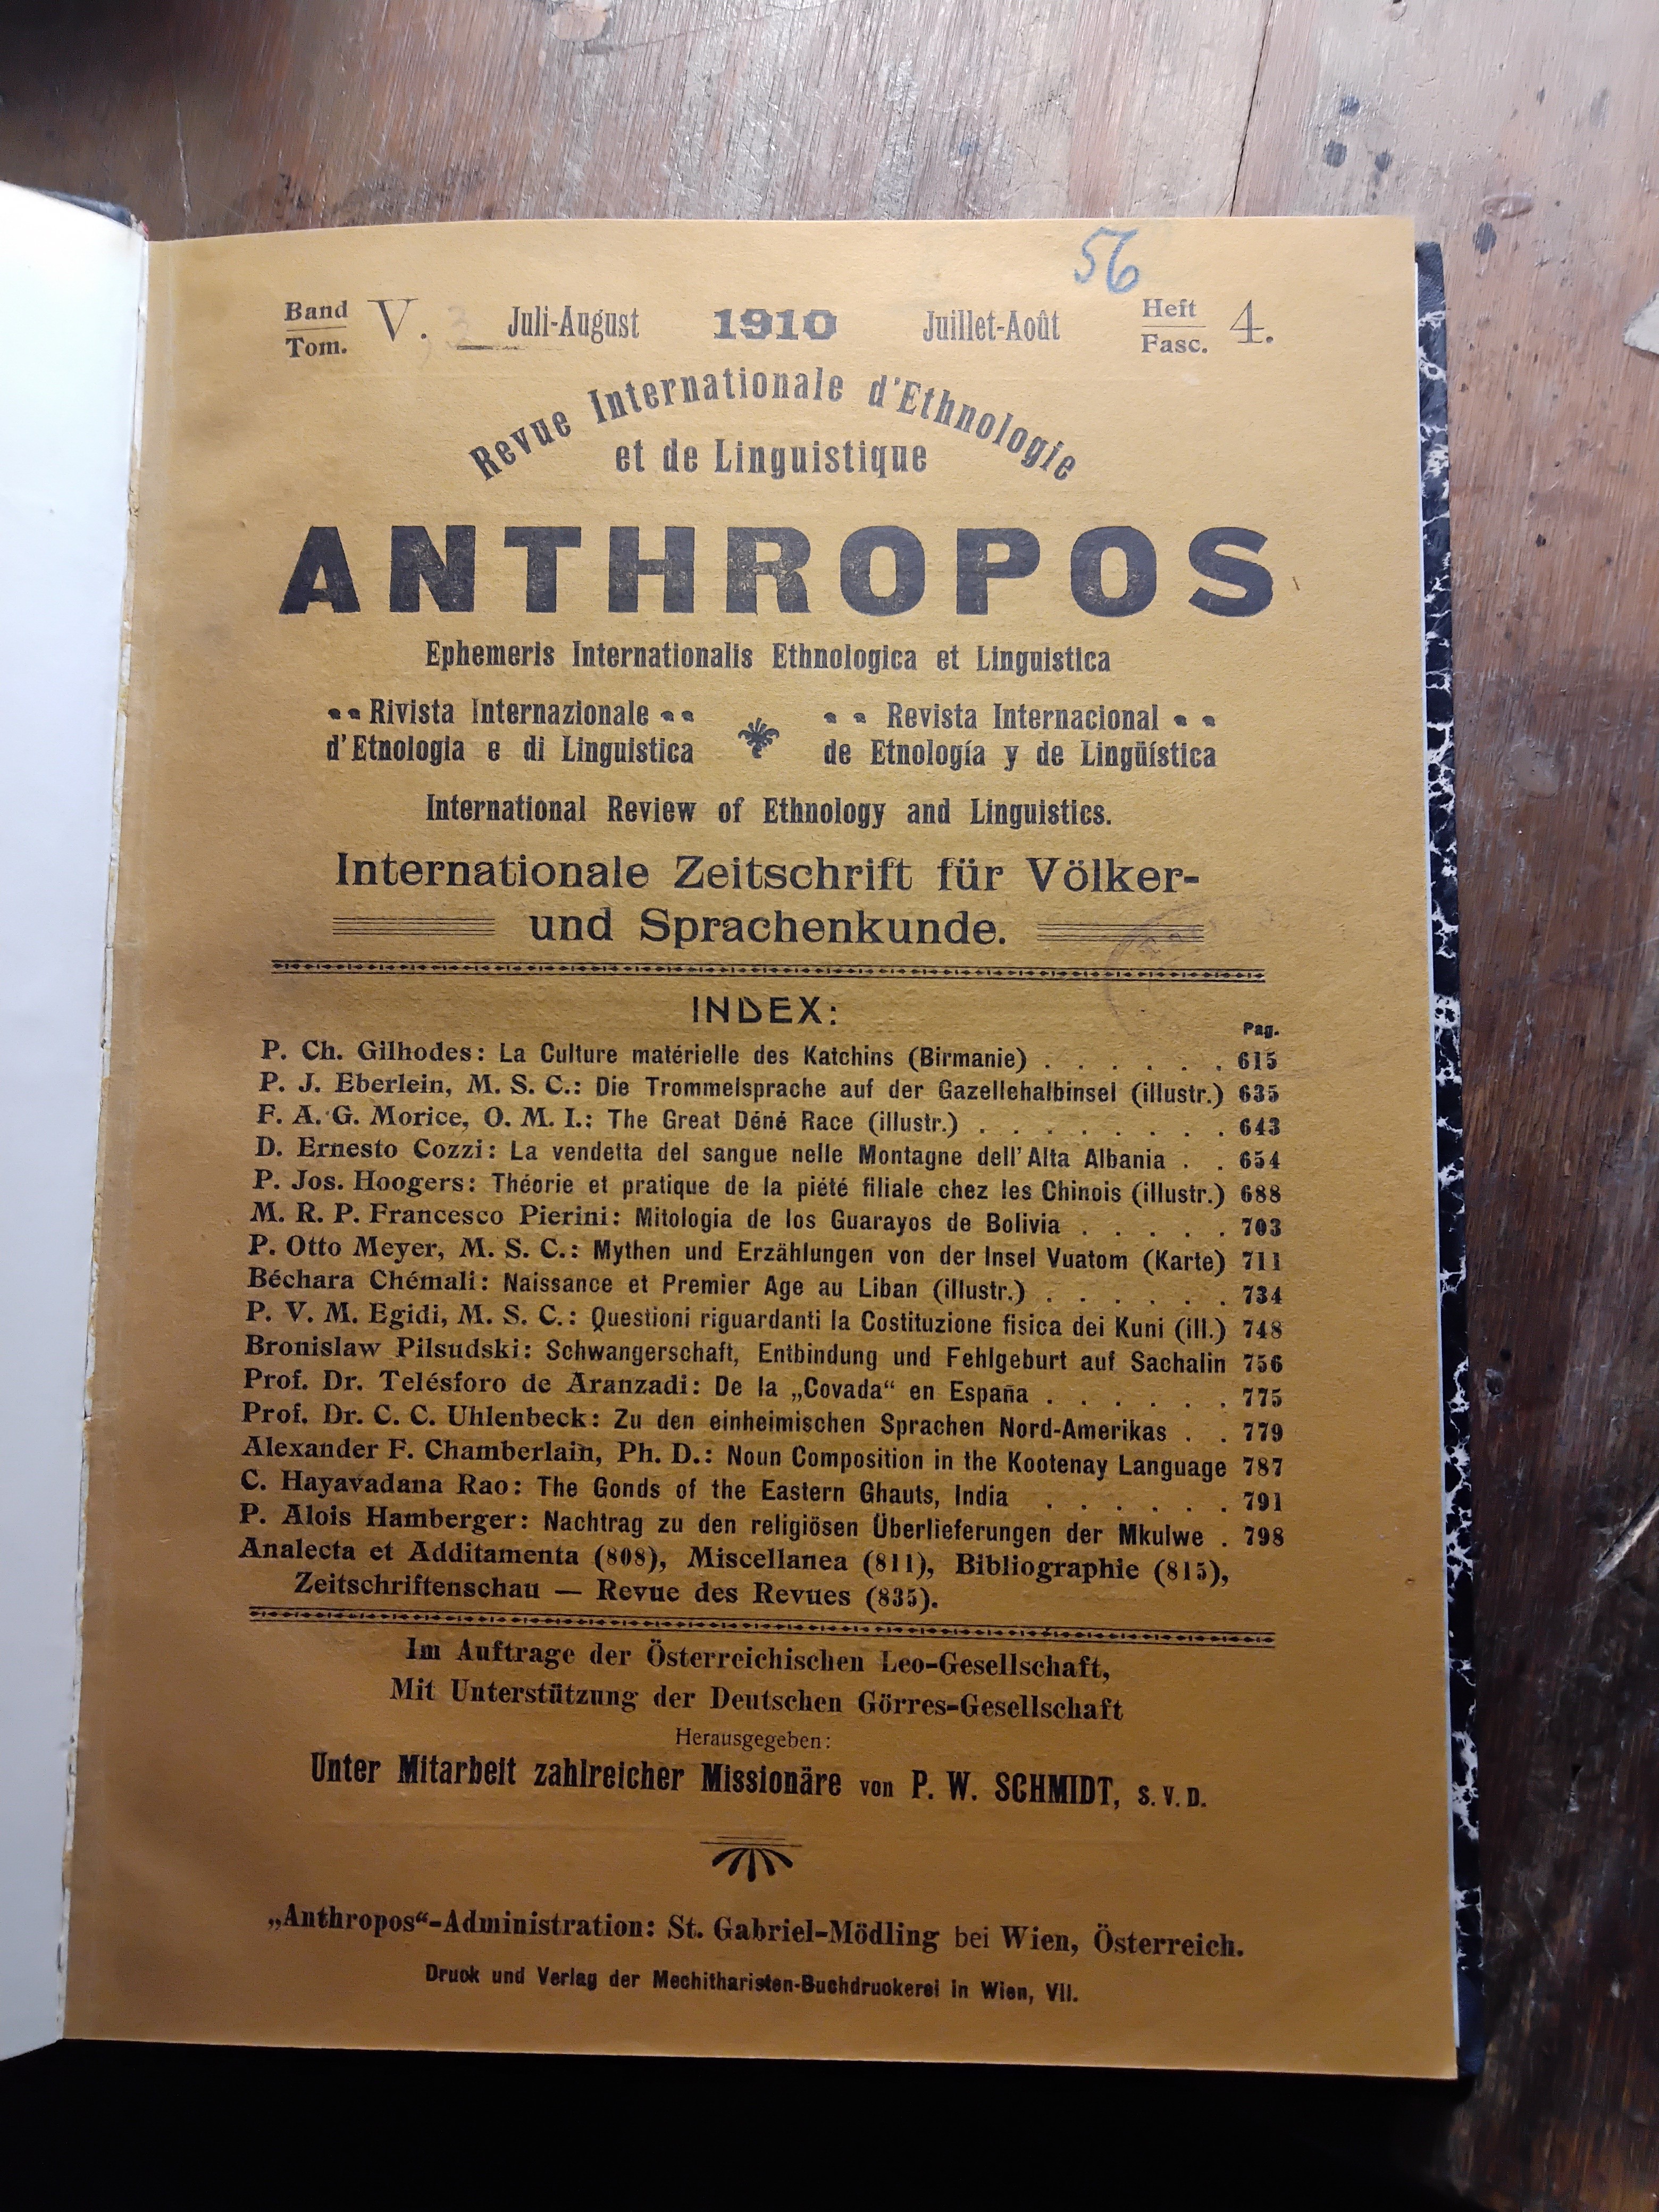 56
Band V. 3 Juli-August 1910 Juillet-Août Heft 4.
Tom. Fasc.
Revue Internationale d'Ethnologie
et de Linguistique
ANTHROPOS
Ephemeris Internationalis Ethnologica et Linguistica
Rivista Internazionale
d'Etnologia e di Linguistica
Revista Internacional
de Etnología y de Lingüística
International Review of Ethnology and Linguistics.
Internationale Zeitschrift für Völker-
und Sprachenkunde.
INDEX:
Pag.
P. Ch. Gilhodes: La Culture matérielle des Katchins (Birmanie) . . . . . . 615
P. J. Eberlein, M. S. C.: Die Trommelsprache auf der Gazellehalbinsel (illustr.) 635
F. A. G. Morice, O. M. I.: The Great Déné Race (illustr.) . . . . . . . . 643
D. Ernesto Cozzi: La vendetta del sangue nelle Montagne dell'Alta Albania . . 654
P. Jos. Hoogers: Théorie et pratique de la piété filiale chez les Chinois (illustr.) 688
M. R. P. Francesco Pierini: Mitologia de los Guarayos de Bolivia . . . . . 703
P. Otto Meyer, M. S. C.: Mythen und Erzählungen von der Insel Vuatom (Karte) 711
Béchara Chémali: Naissance et Premier Age au Liban (illustr.) . . . . . . 734
P. V. M. Egidi, M. S. C.: Questioni riguardanti la Costituzione fisica dei Kuni (ill.) 748
Bronislaw Pilsudski: Schwangerschaft, Entbindung und Fehlgeburt auf Sachalin 756
Prof. Dr. Telésforo de Aranzadi: De la „Covada“ en España . . . . . . 775
Prof. Dr. C. C. Uhlenbeck: Zu den einheimischen Sprachen Nord-Amerikas . . 779
Alexander F. Chamberlain, Ph. D.: Noun Composition in the Kootenay Language 787
C. Hayavadana Rao: The Gonds of the Eastern Ghauts, India . . . . . . 791
P. Alois Hamberger: Nachtrag zu den religiösen Überlieferungen der Mkulwe . 798
Analecta et Additamenta (808), Miscellanea (811), Bibliographie (815),
Zeitschriftenschau — Revue des Revues (835).
Im Auftrage der Österreichischen Leo-Gesellschaft,
Mit Unterstützung der Deutschen Görres-Gesellschaft
Herausgegeben:
Unter Mitarbeit zahlreicher Missionäre von P. W. SCHMIDT, S. V. D.
„Anthropos“-Administration: St. Gabriel-Mödling bei Wien, Österreich.
Druck und Verlag der Mechitharisten-Buchdruckerei in Wien, VII.